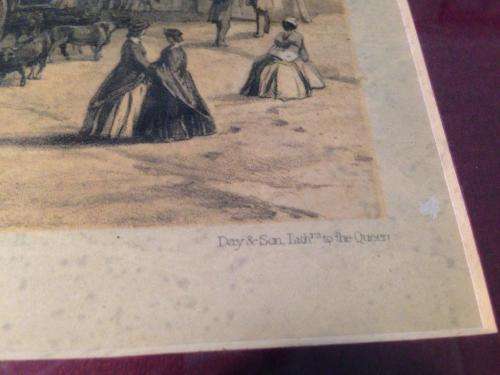 Day & Son, Lith.rs to the Queen